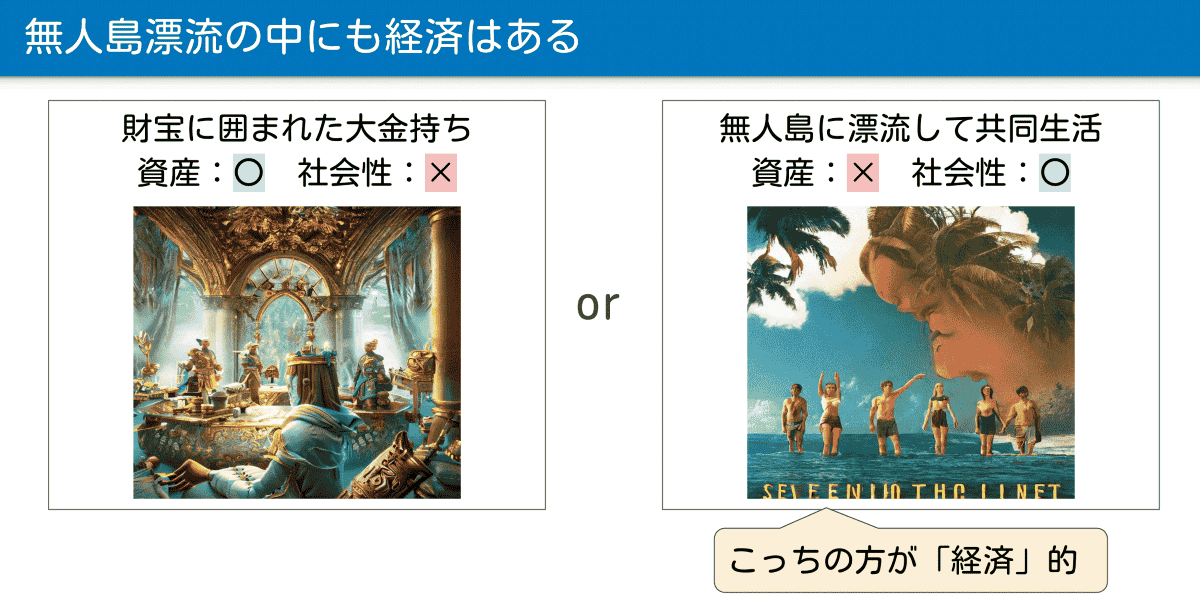 無人島漂流の中にも経済はある
財宝に囲まれた大金持ち
資産：〇 社会性：×
or
無人島に漂流して共同生活
資産：× 社会性：〇
こっちの方が「経済」的